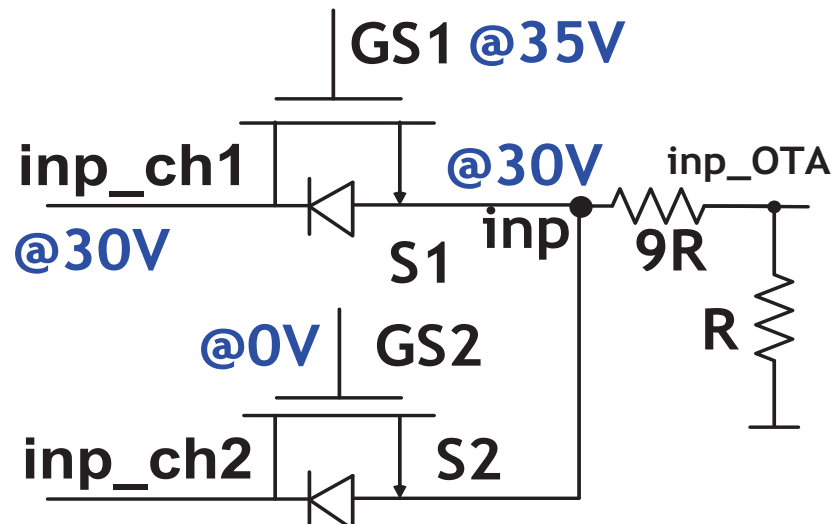 GS1 @35V
inp_ch1
@30V
inp_OTA
@30V
inp
9R
S1
R
@0V
GS2
inp_ch2
S2